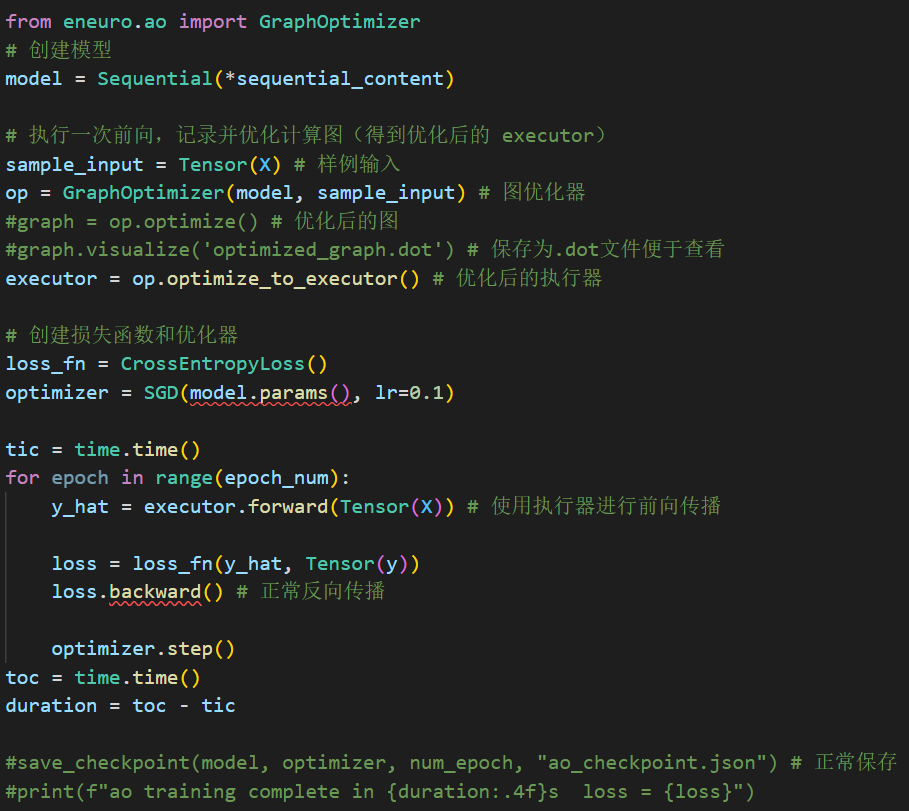 from eneuro.ao import GraphOptimizer
# 创建模型
model = Sequential(*sequential_content)
# 执行一次前向，记录并优化计算图（得到优化后的 executor）
sample_input = Tensor(X) # 样例输入
op = GraphOptimizer(model, sample_input) # 图优化器
#graph = op.optimize() # 优化后的图
#graph.visualize('optimized_graph.dot') # 保存为.dot文件便于查看
executor = op.optimize_to_executor() # 优化后的执行器
# 创建损失函数和优化器
loss_fn = CrossEntropyLoss()
optimizer = SGD(model.params(), lr=0.1)
tic = time.time()
for epoch in range(epoch_num):
    y_hat = executor.forward(Tensor(X)) # 使用执行器进行前向传播
    loss = loss_fn(y_hat, Tensor(y))
    loss.backward() # 正常反向传播
    optimizer.step()
toc = time.time()
duration = toc - tic
#save_checkpoint(model, optimizer, num_epoch, "ao_checkpoint.json") # 正常保存
#print(f"ao training complete in {duration:.4f}s  loss = {loss}")